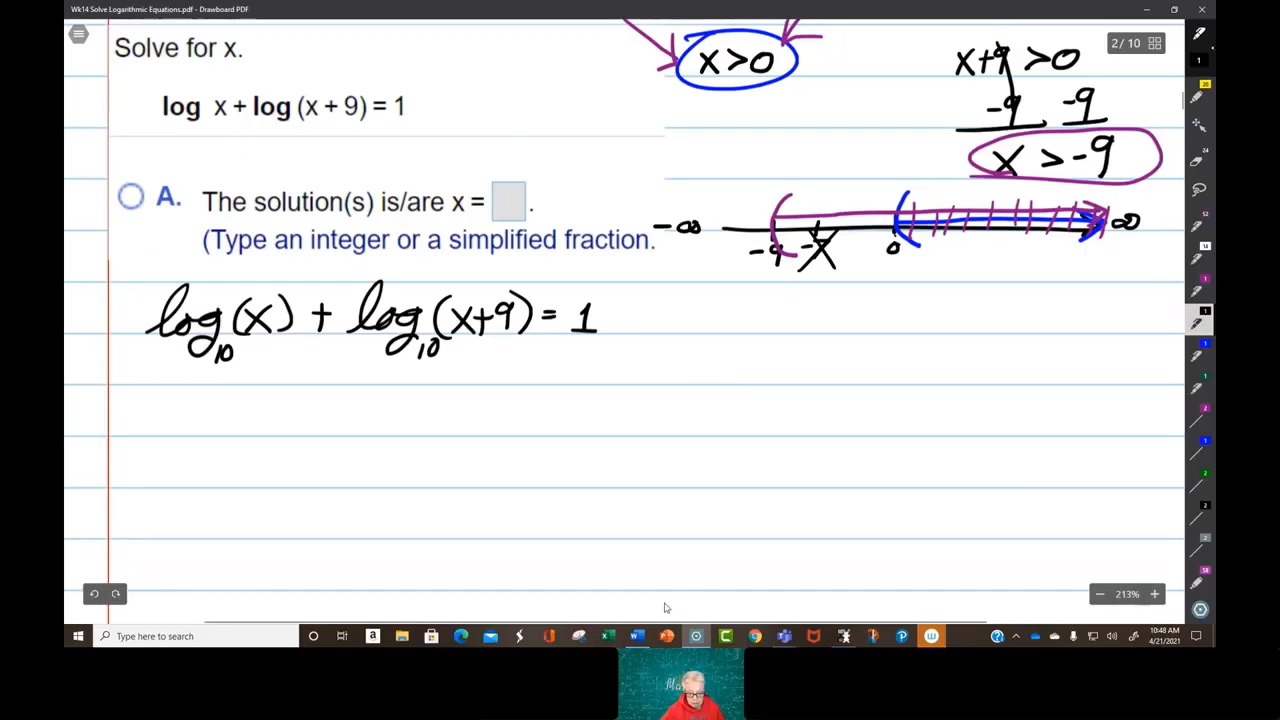 Wk14 Solve Logarithmic Equations.pdf - Drawboard PDF
Solve for x.
log x + log (x + 9) = 1
A. The solution(s) is/are x = .
(Type an integer or a simplified fraction.
x > 0
x+9 > 0
-9 -9
x > -9
-∞ -9 0 ∞
log₁₀(x) + log₁₀(x+9) = 1
2 / 10
213%
Type here to search
10:48 AM
4/21/2021